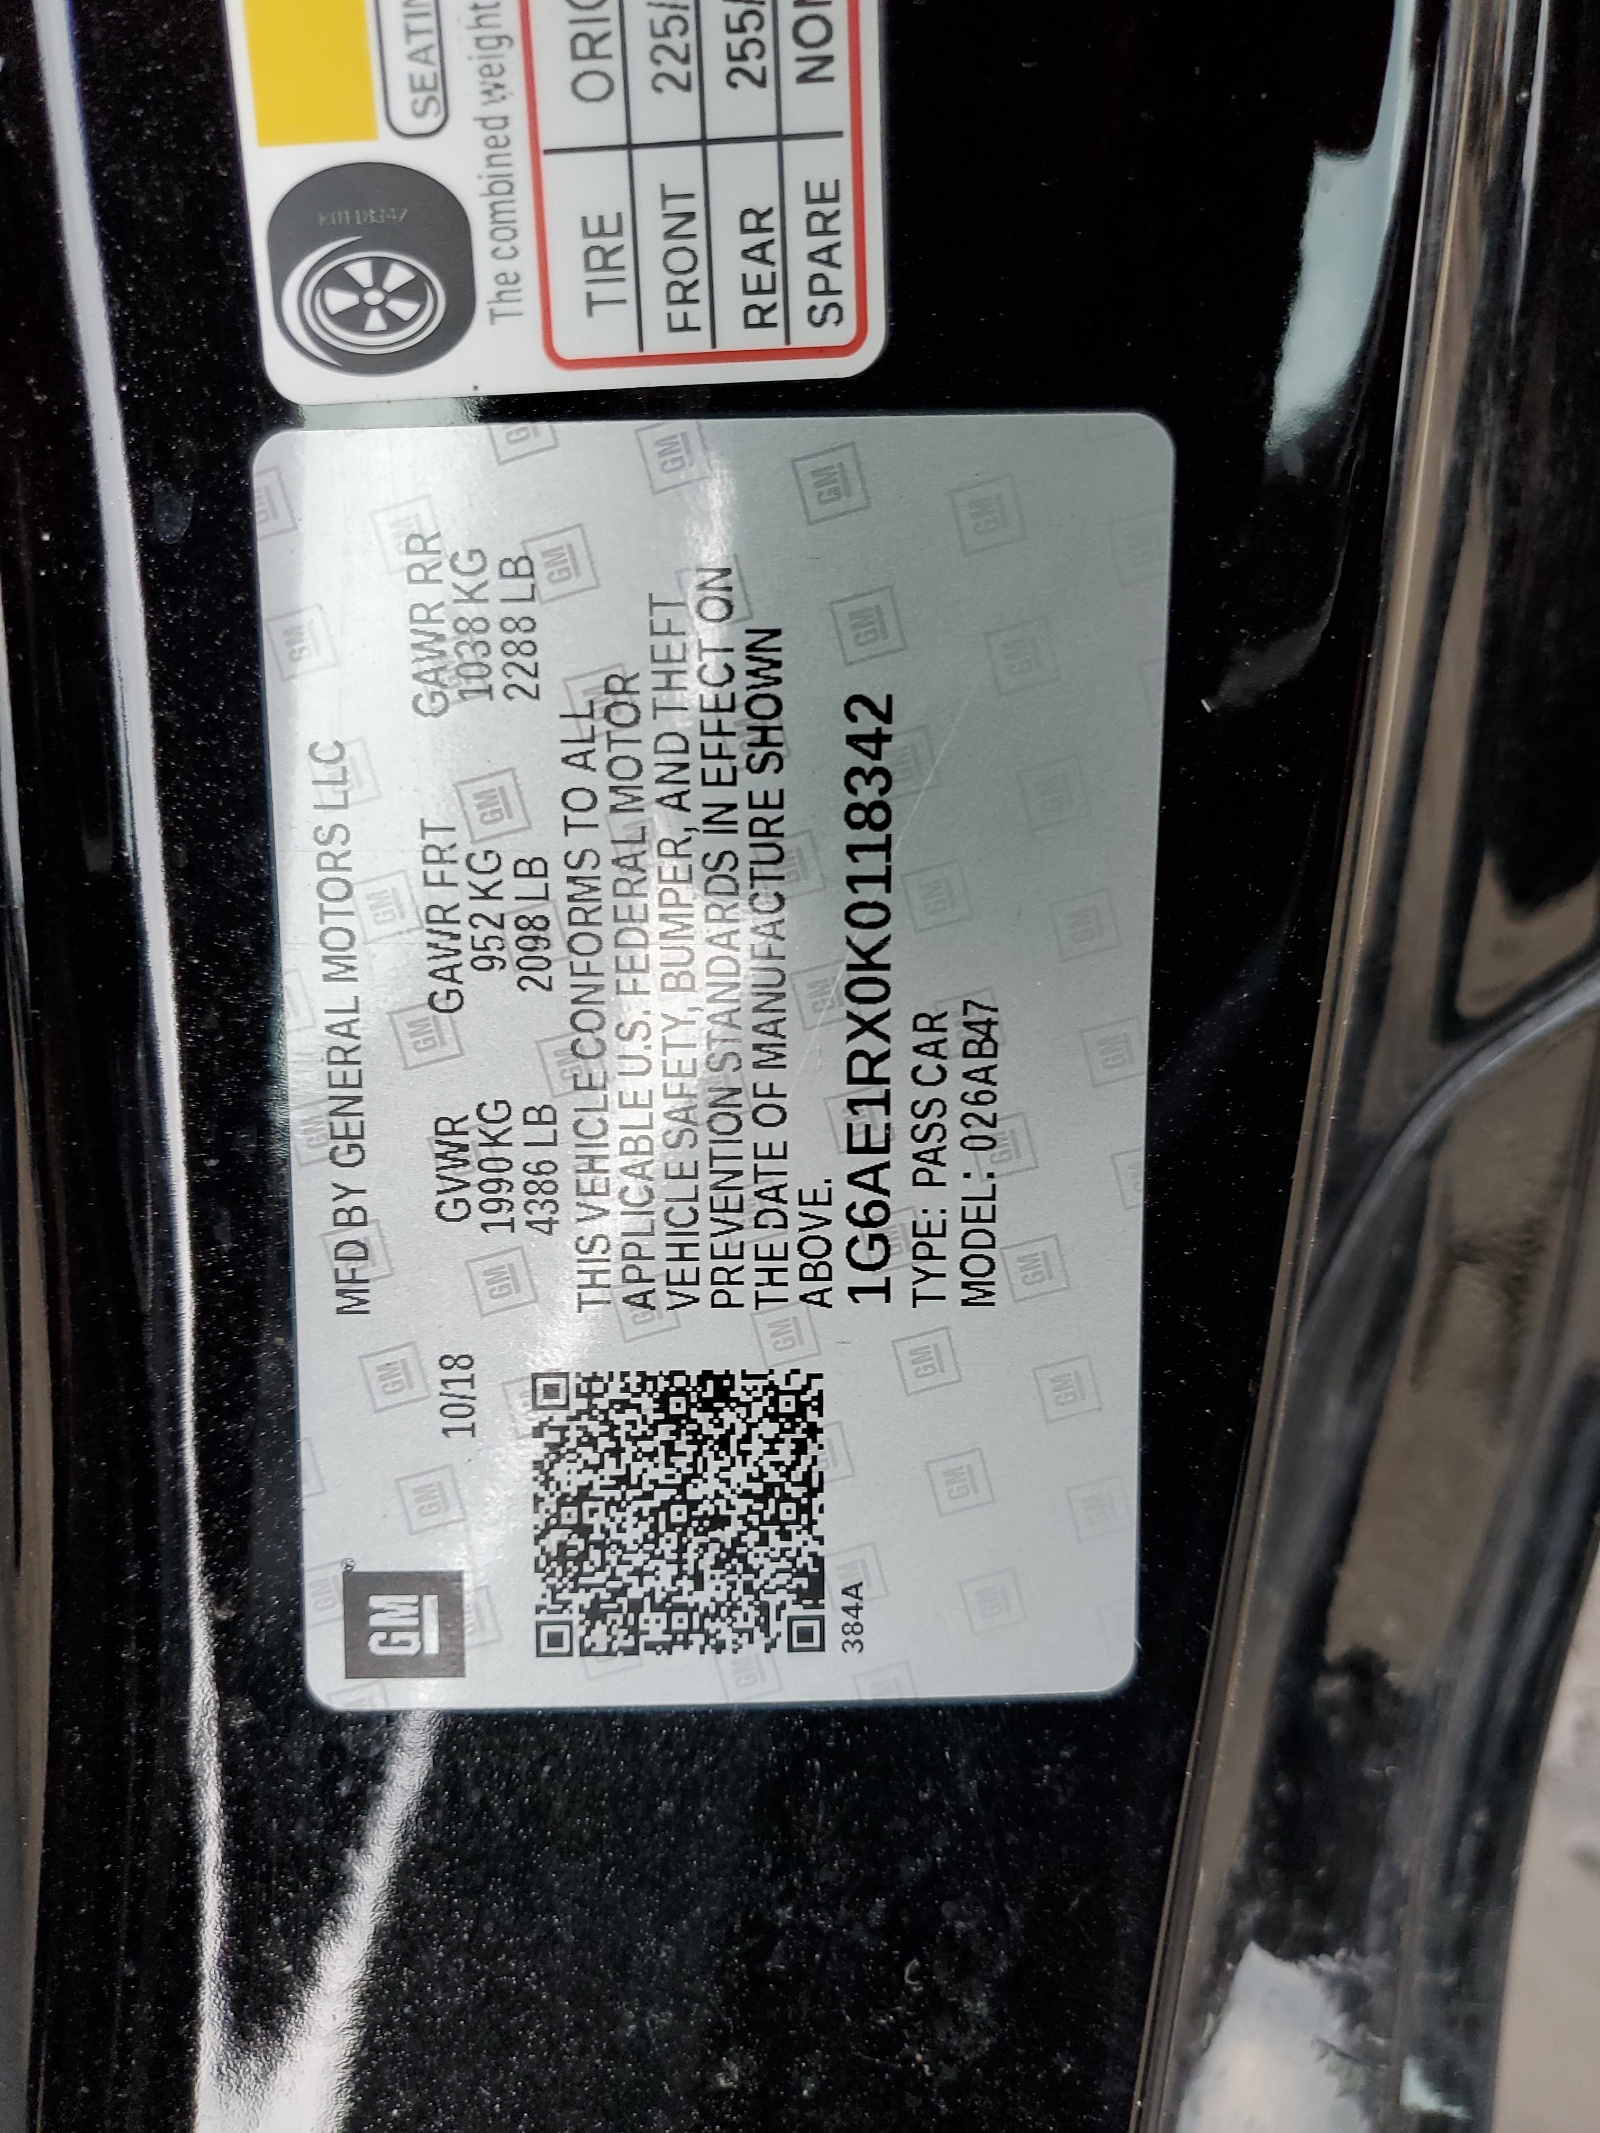 GM
MFD BY GENERAL MOTORS LLC
10/18
GVWR GAWR FRT GAWR RR
1990 KG 952 KG 1038 KG
4386 LB 2098 LB 2288 LB
THIS VEHICLE CONFORMS TO ALL
APPLICABLE U.S. FEDERAL MOTOR
VEHICLE SAFETY, BUMPER, AND THEFT
PREVENTION STANDARDS IN EFFECT ON
THE DATE OF MANUFACTURE SHOWN
ABOVE.
1G6AE1RX0K0118342
TYPE: PASS CAR
MODEL: 026AB47
384A
SEATIN
The combined weight
TIRE ORIG
FRONT 225/
REAR 255/
SPARE NON